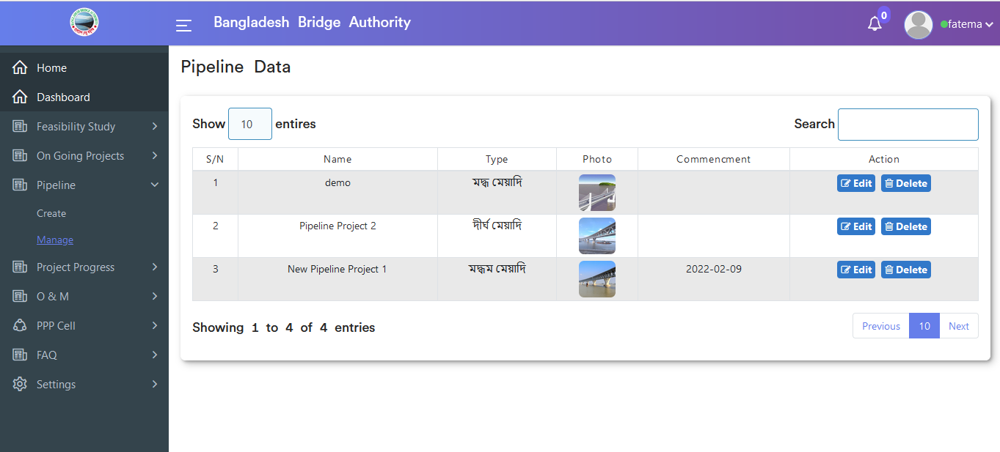 Bangladesh Bridge Authority
0
fatema
Home
Dashboard
Feasibility Study
On Going Projects
Pipeline
Create
Manage
Project Progress
O & M
PPP Cell
FAQ
Settings
Pipeline Data
Show 10 entires
Search
S/N Name Type Photo Commencment Action
1 demo মদ্ধ মেয়াদি Edit Delete
2 Pipeline Project 2 দীর্ঘ মেয়াদি Edit Delete
3 New Pipeline Project 1 মদ্ধম মেয়াদি 2022-02-09 Edit Delete
Showing 1 to 4 of 4 entries
Previous 10 Next